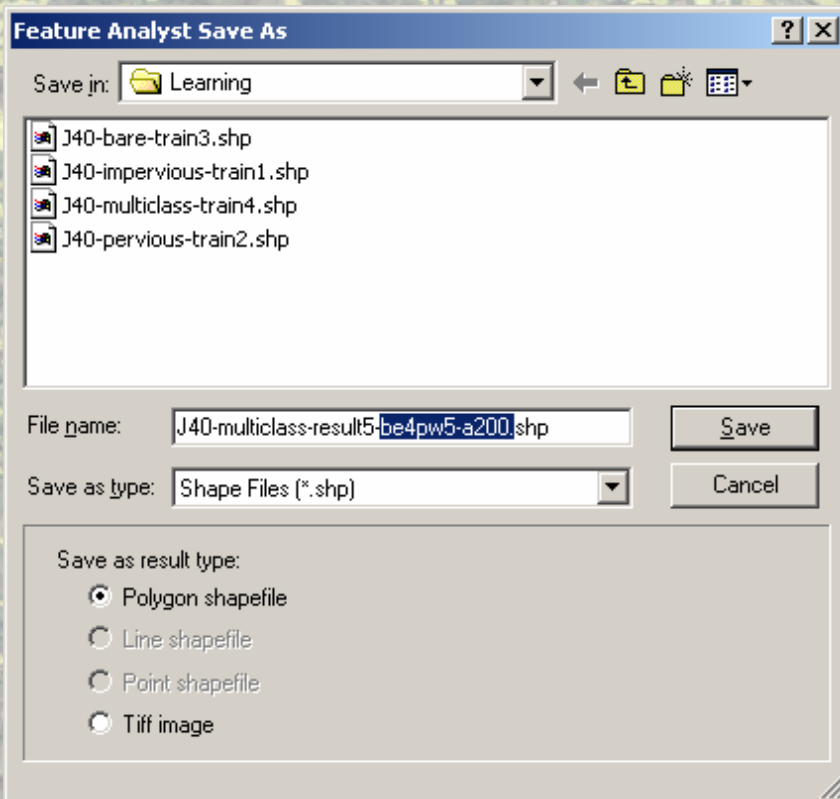 Feature Analyst Save As
Save in: Learning
J40-bare-train3.shp
J40-impervious-train1.shp
J40-multiclass-train4.shp
J40-pervious-train2.shp
File name: J40-multiclass-result5-be4pw5-a200.shp Save
Save as type: Shape Files (*.shp) Cancel
Save as result type:
Polygon shapefile
Line shapefile
Point shapefile
Tiff image